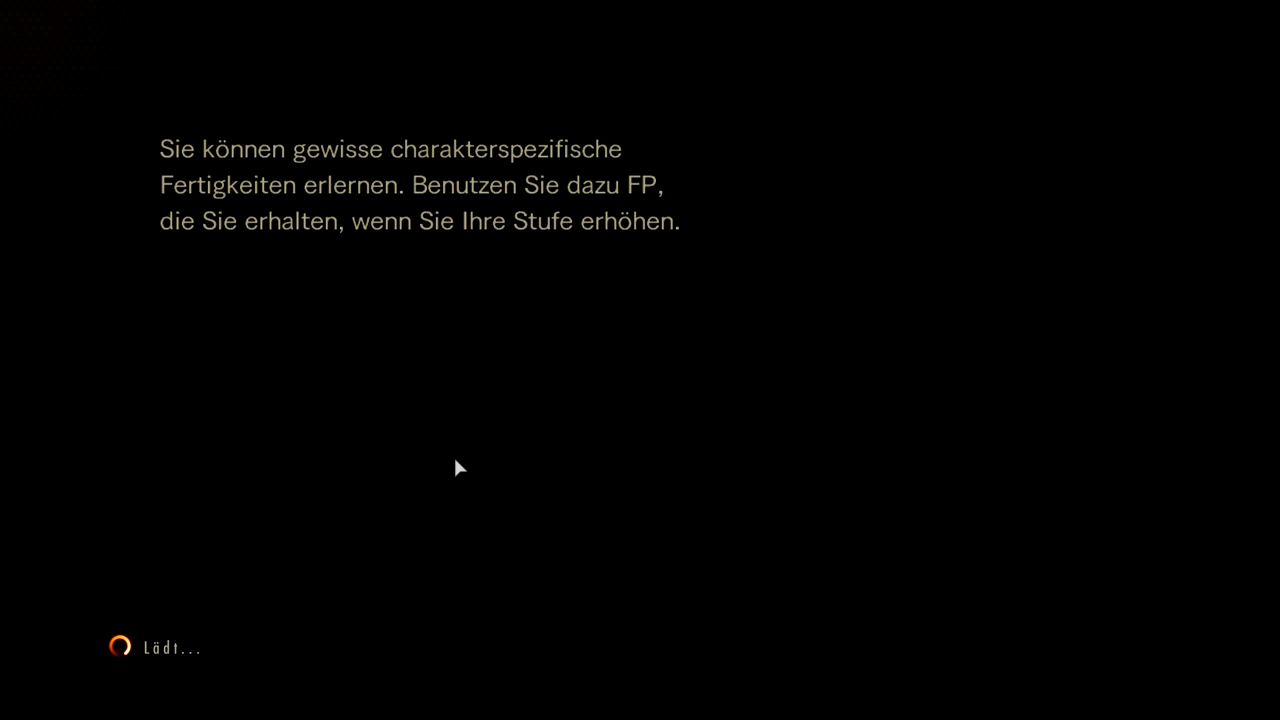 Sie können gewisse charakterspezifische
Fertigkeiten erlernen. Benutzen Sie dazu FP,
die Sie erhalten, wenn Sie Ihre Stufe erhöhen.
Lädt...